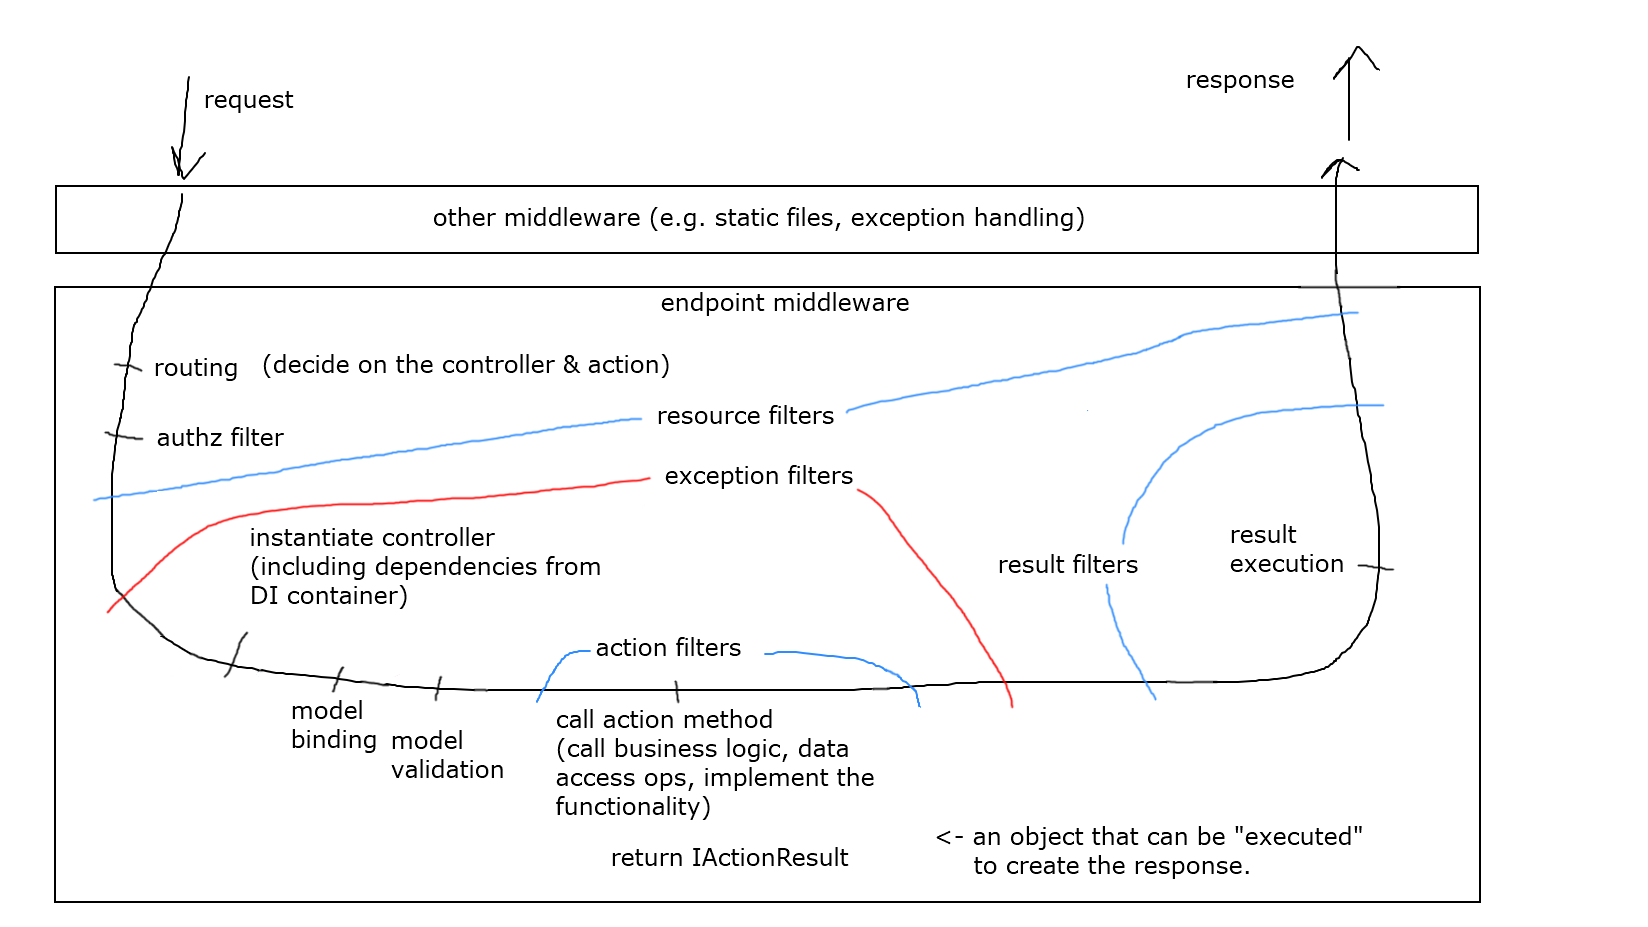 response
request
other middleware (e.g. static files, exception handling)
endpoint middleware
routing (decide on the controller & action)
resource filters
authz filter
exception filters
instantiate controller
(including dependencies from
DI container)
result
execution
result filters
action filters
model
binding
model
validation
call action method
(call business logic, data
access ops, implement the
functionality)
return IActionResult
<- an object that can be "executed"
to create the response.